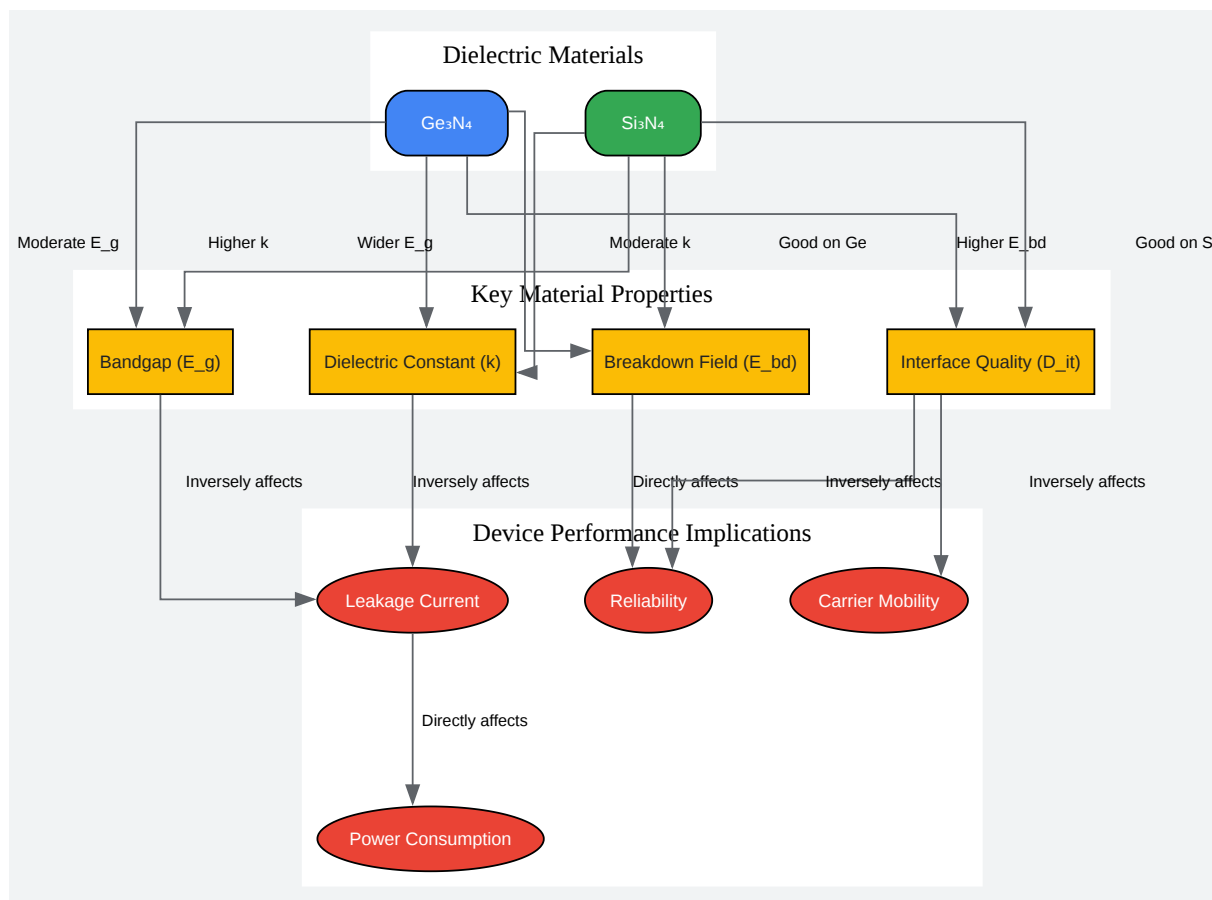 Dielectric Materials
Ge₃N₄
Si₃N₄
Moderate E_g
Higher k
Wider E_g
Moderate k
Good on Ge
Higher E_bd
Good on S
Key Material Properties
Bandgap (E_g)
Dielectric Constant (k)
Breakdown Field (E_bd)
Interface Quality (D_it)
Inversely affects
Inversely affects
Directly affects
Inversely affects
Inversely affects
Device Performance Implications
Leakage Current
Reliability
Carrier Mobility
Directly affects
Power Consumption